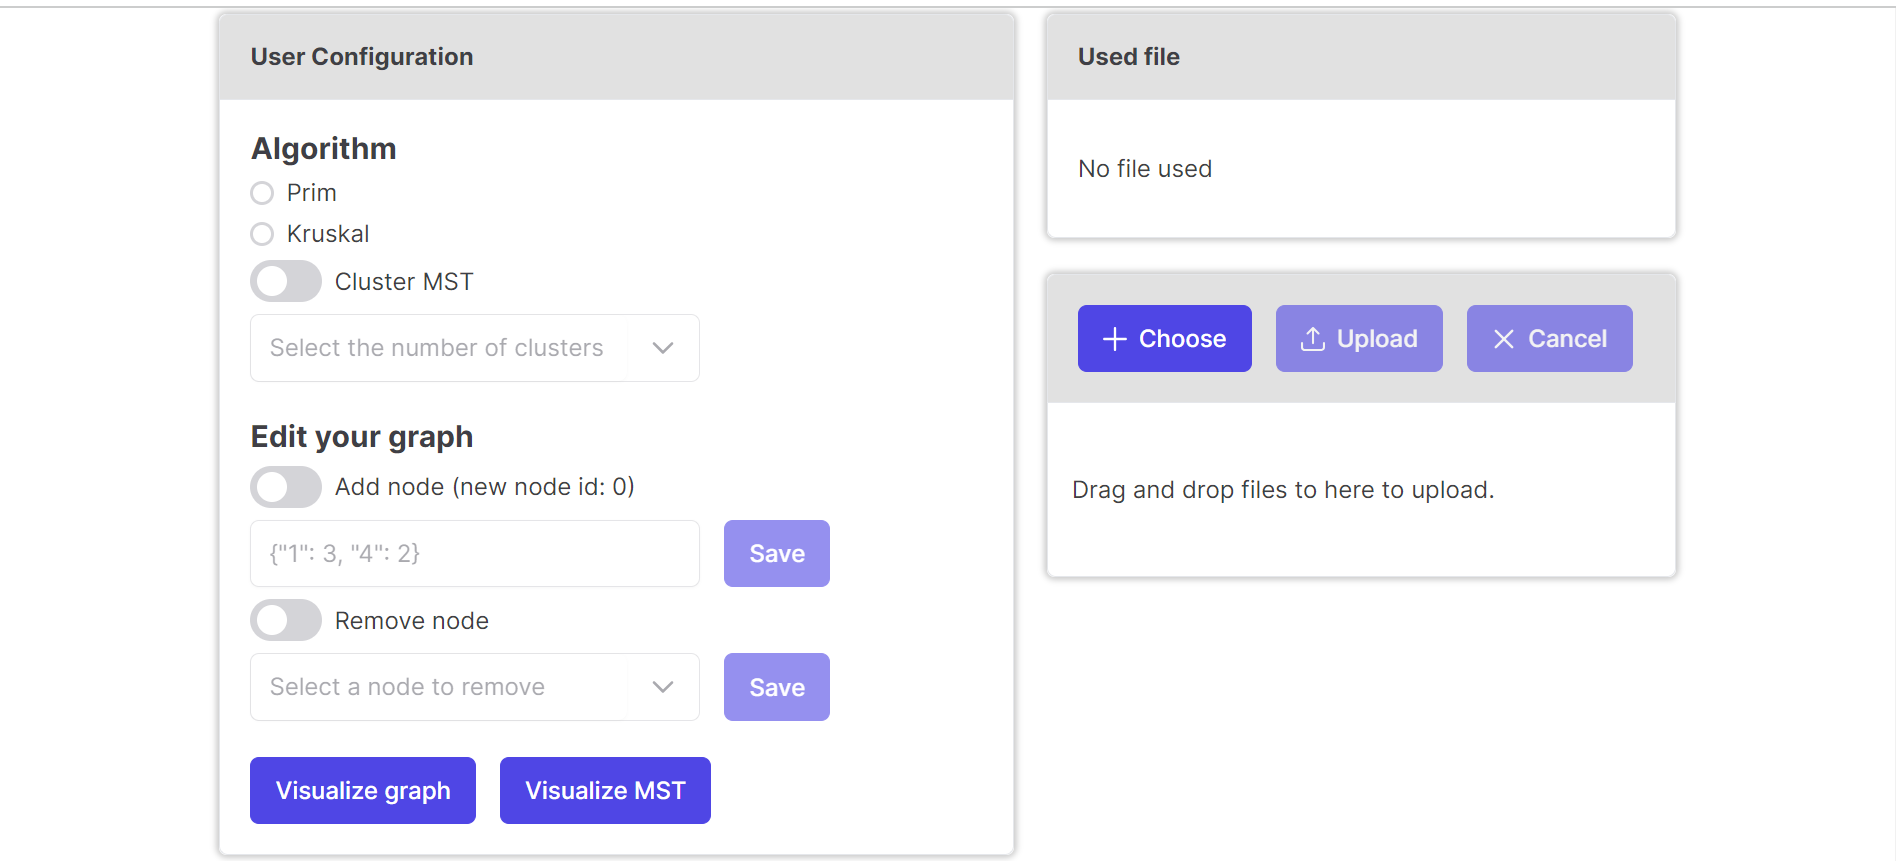 User Configuration
Algorithm
Prim
Kruskal
Cluster MST
Select the number of clusters
Edit your graph
Add node (new node id: 0)
{"1": 3, "4": 2}
Save
Remove node
Select a node to remove
Save
Visualize graph
Visualize MST
Used file
No file used
Choose
Upload
Cancel
Drag and drop files to here to upload.